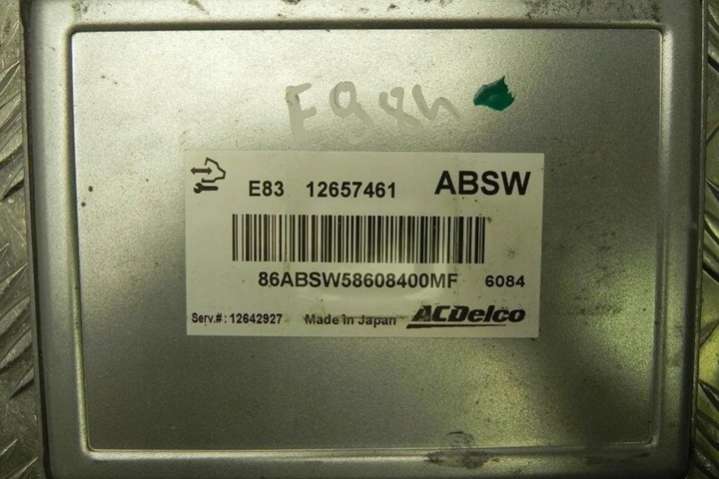 E83 12657461 ABSW
86ABSW58608400MF 6084
Serv.#: 12642927 Made in Japan ACDelco